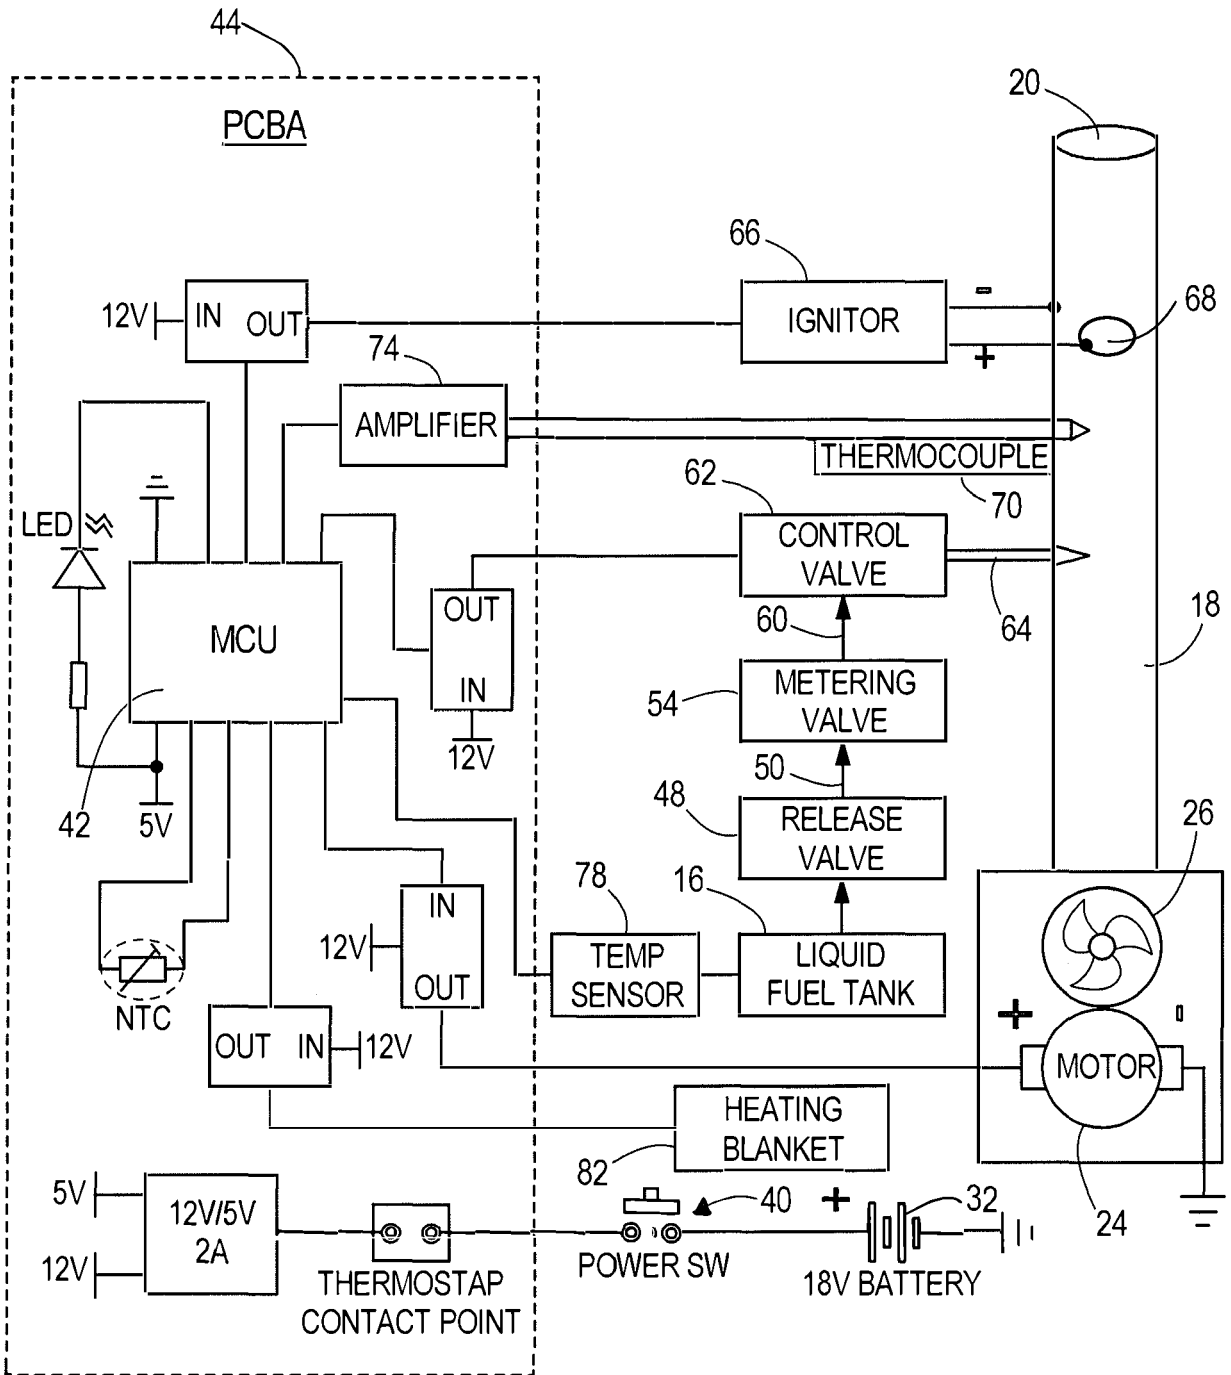 44
PCBA
20
66
12V
IN
OUT
IGNITOR
-
+
68
74
AMPLIFIER
THERMOCOUPLE
70
LED
62
CONTROL
VALVE
64
MCU
OUT
IN
12V
60
18
54
METERING
VALVE
50
42
5V
48
RELEASE
VALVE
26
78
16
IN
12V
OUT
TEMP
SENSOR
LIQUID
FUEL TANK
NTC
+
-
OUT
IN
12V
MOTOR
HEATING
BLANKET
82
24
5V
12V
12V/5V
2A
40
+
32
POWER SW
18V BATTERY
THERMOSTAP
CONTACT POINT